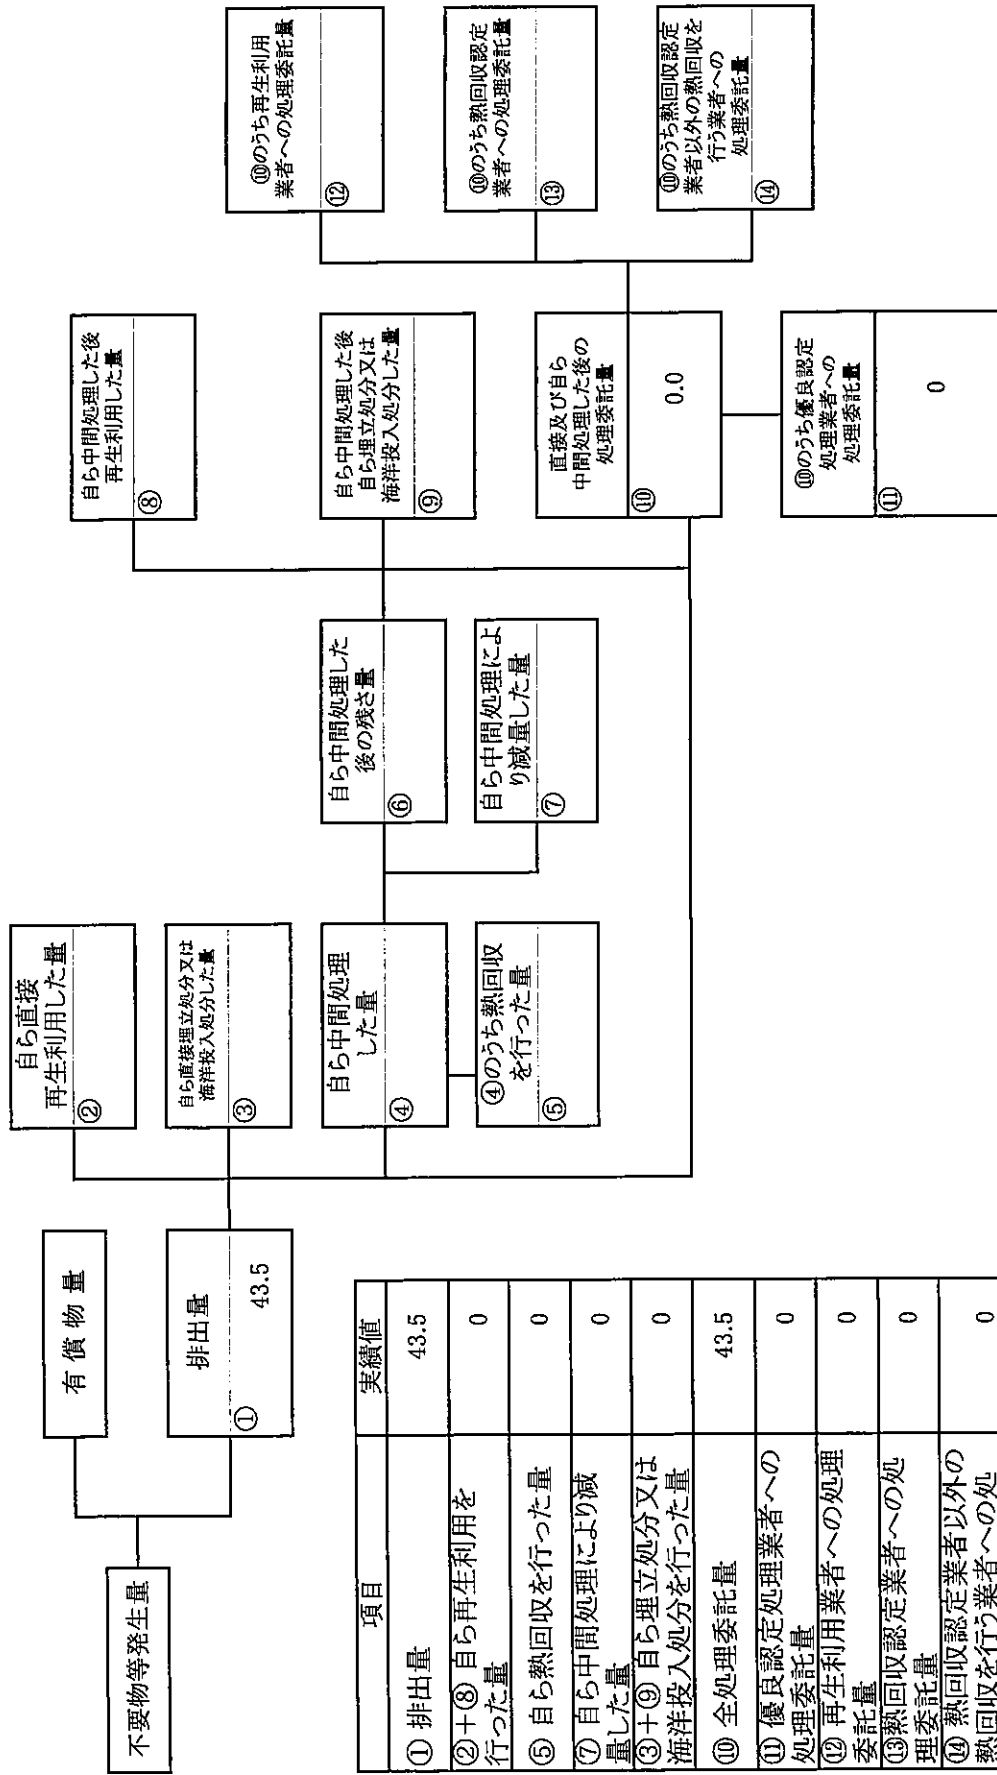 不要物等発生量
有償物量
排出量
①
43.5
自ら直接
再生利用した量
②
自ら直接埋立処分又は
海洋投入処分した量
③
自ら中間処理
した量
④
④のうち熱回収
を行った量
⑤
自ら中間処理した
後の残さ量
⑥
自ら中間処理によ
り減量した量
⑦
自ら中間処理した後
再生利用した量
⑧
自ら中間処理した後
自ら埋立処分又は
海洋投入処分した量
⑨
直接及び自ら
中間処理した後の
処理委託量
⑩
0.0
⑩のうち優良認定
処理業者への
処理委託量
⑪
0
⑩のうち再生利用
業者への処理委託量
⑫
⑩のうち熱回収認定
業者への処理委託量
⑬
⑩のうち熱回収認定
業者以外の熱回収を
行う業者への
処理委託量
⑭
項目 実績値
①排出量 43.5
②+⑧自ら再生利用を
行った量 0
⑤自ら熱回収を行った量 0
⑦自ら中間処理により減
量した量 0
③+⑨自ら埋立処分又は
海洋投入処分を行った量 0
⑩全処理委託量 43.5
⑪優良認定処理業者への
処理委託量 0
⑫再生利用業者への処理
委託量 0
⑬熱回収認定業者への処
理委託量 0
⑭熱回収認定業者以外の
熱回収を行う業者への処 0